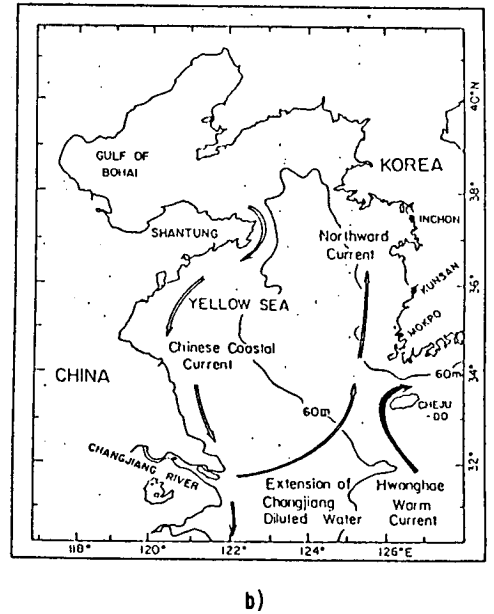 GULF OF
BOHAI
KOREA
SHANTUNG
INCHON
Northward
Current
KUNSAN
YELLOW SEA
MOKPO
Chinese Coastal
Current
CHINA
60m
CHEJU
-DO
60m
CHANGJIANG RIVER
Extension of
Changjiang
Diluted Water
Hwanghae
Warm
Current
40°N
38°
36°
34°
32°
118°
120°
122°
124°
126°E
b)